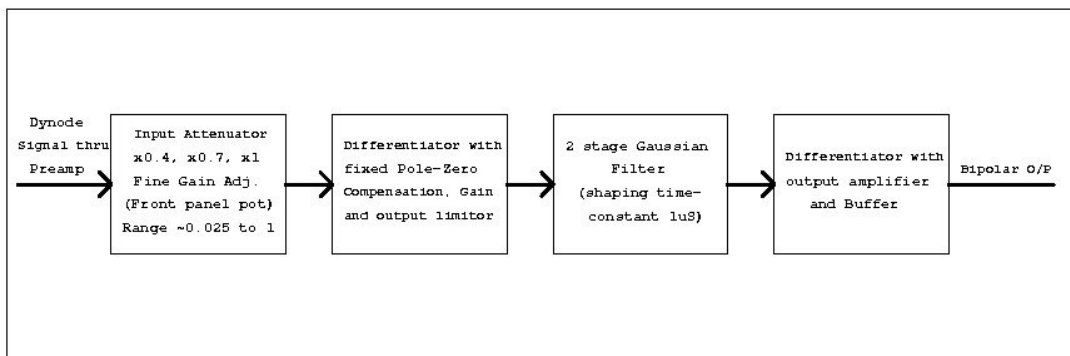 Dynode
Signal thru
Preamp
Input Attenuator
x0.4, x0.7, x1
Fine Gain Adj.
(Front panel pot)
Range ~0.025 to 1
Differentiator with
fixed Pole-Zero
Compensation, Gain
and output limitor
2 stage Gaussian
Filter
(shaping time-
constant 1uS)
Differentiator with
output amplifier
and Buffer
Bipolar O/P